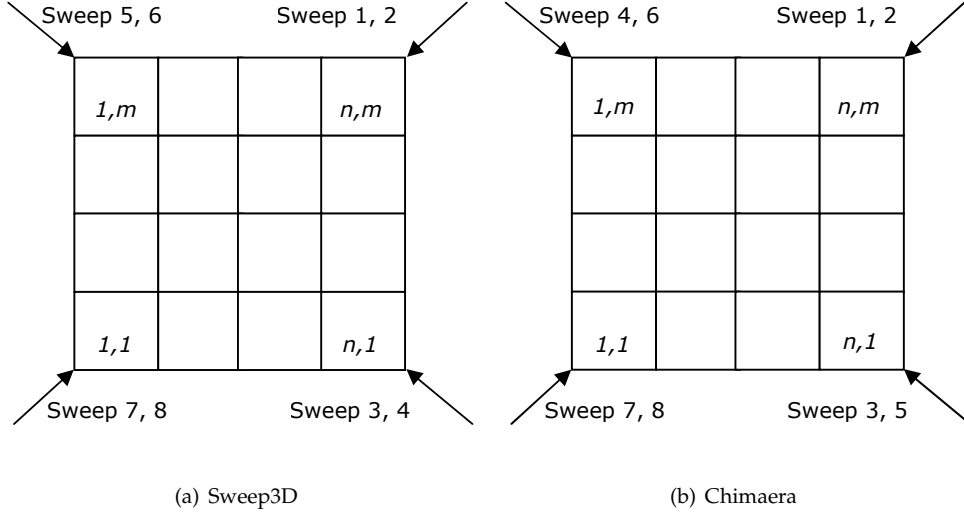 Sweep 5, 6
Sweep 1, 2
1,m
n,m
1,1
n,1
Sweep 7, 8
Sweep 3, 4
(a) Sweep3D
Sweep 4, 6
Sweep 1, 2
1,m
n,m
1,1
n,1
Sweep 7, 8
Sweep 3, 5
(b) Chimaera